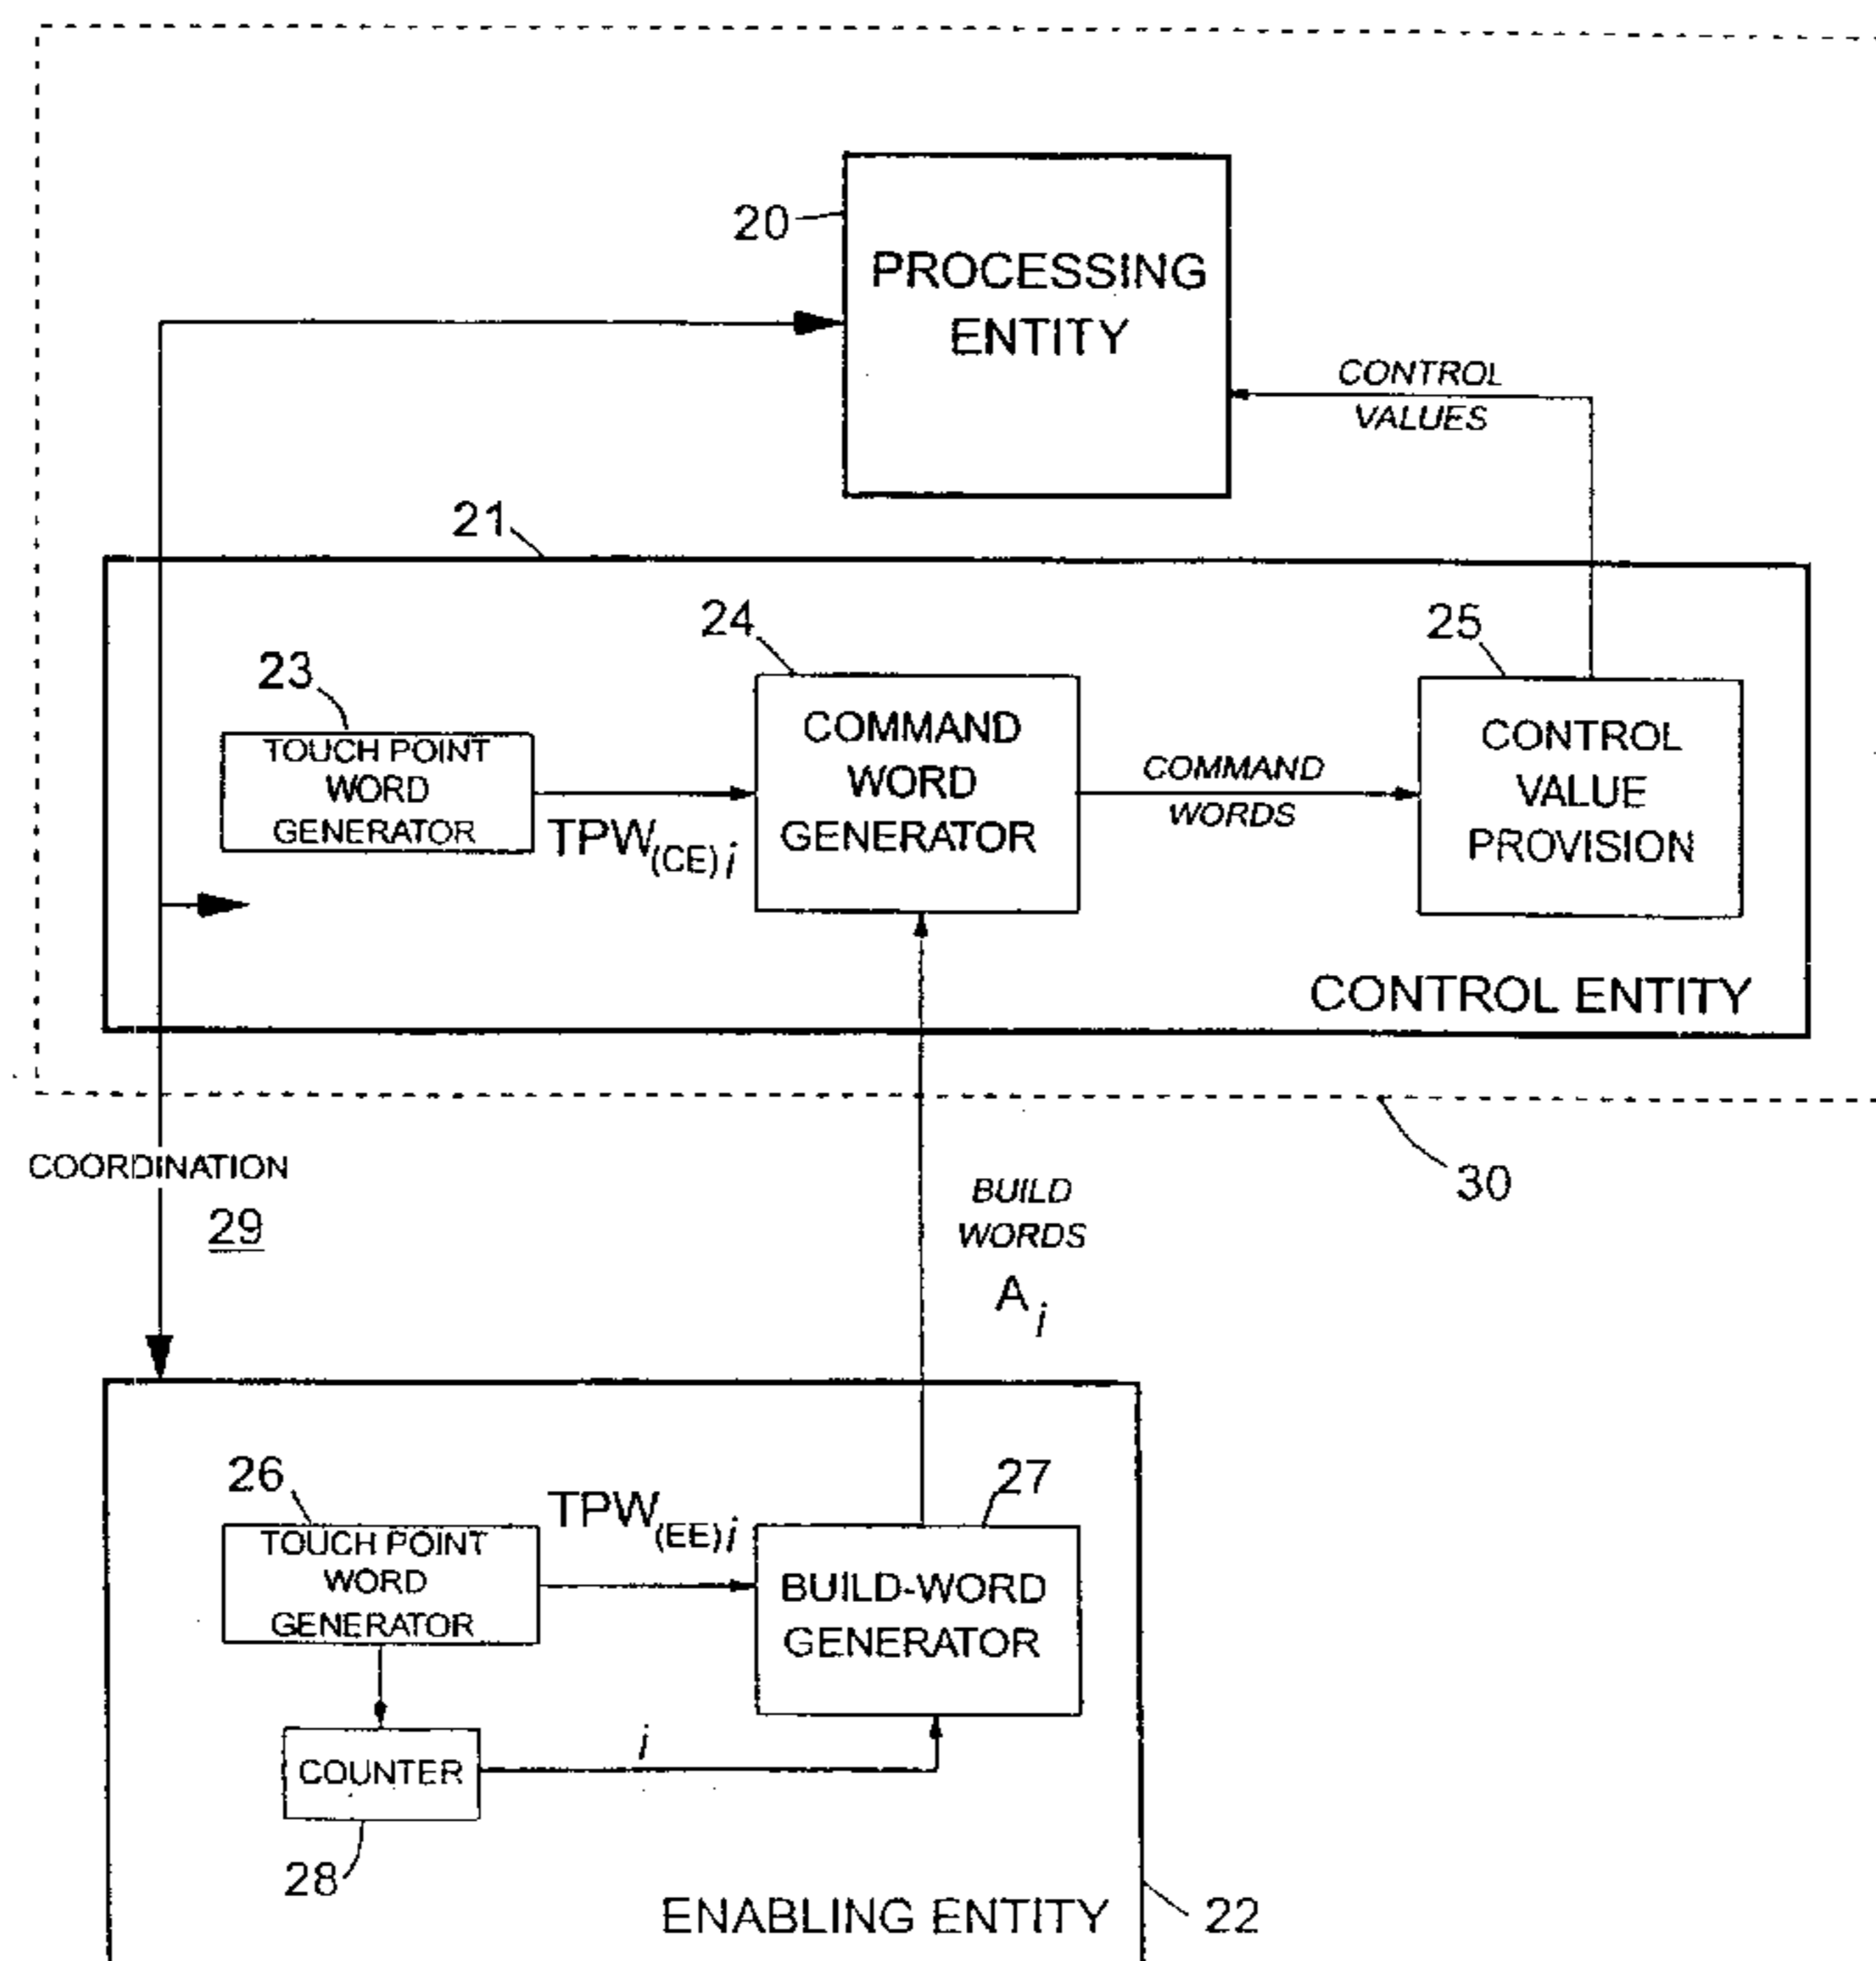 20
PROCESSING
ENTITY
CONTROL
VALUES
21
24
25
23
TOUCH POINT
WORD
GENERATOR
TPW(CE)i
COMMAND
WORD
GENERATOR
COMMAND
WORDS
CONTROL
VALUE
PROVISION
CONTROL ENTITY
30
COORDINATION
29
BUILD
WORDS
Ai
26
TOUCH POINT
WORD
GENERATOR
TPW(EE)i
27
BUILD-WORD
GENERATOR
i
COUNTER
28
ENABLING ENTITY
22